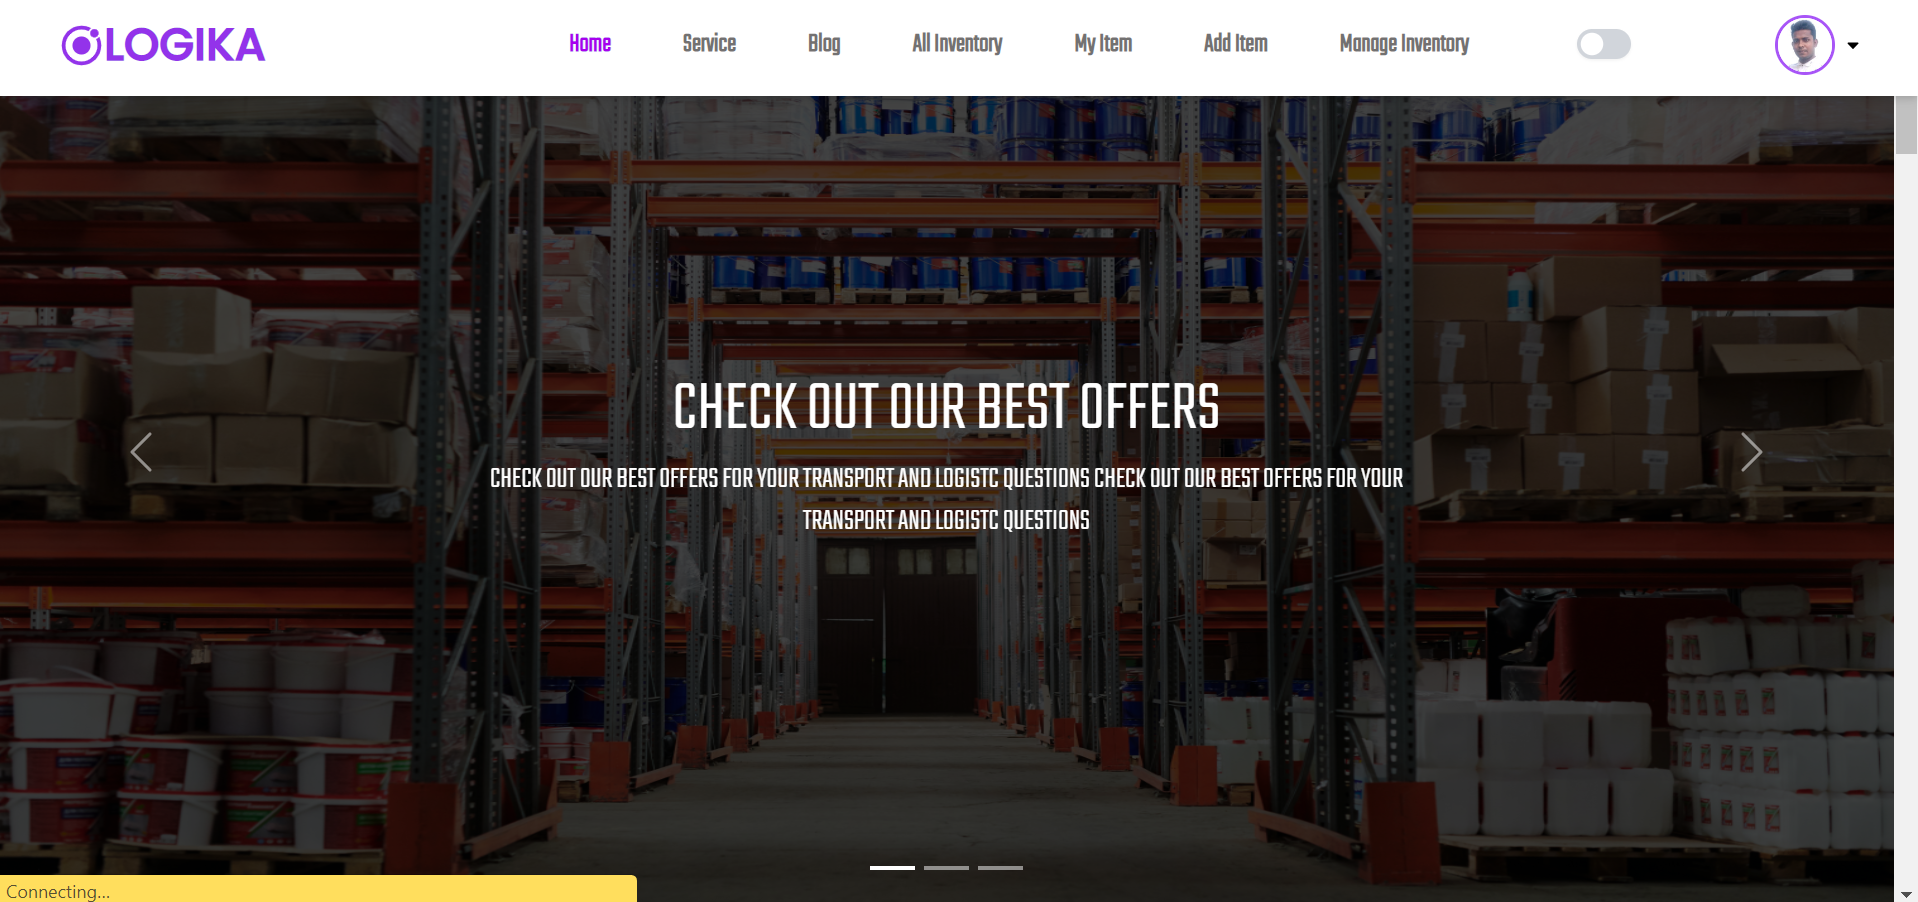 LOGIKA
Home Service Blog All Inventory My Item Add Item Manage Inventory
CHECK OUT OUR BEST OFFERS
CHECK OUT OUR BEST OFFERS FOR YOUR TRANSPORT AND LOGISTC QUESTIONS CHECK OUT OUR BEST OFFERS FOR YOUR
TRANSPORT AND LOGISTC QUESTIONS
Connecting...